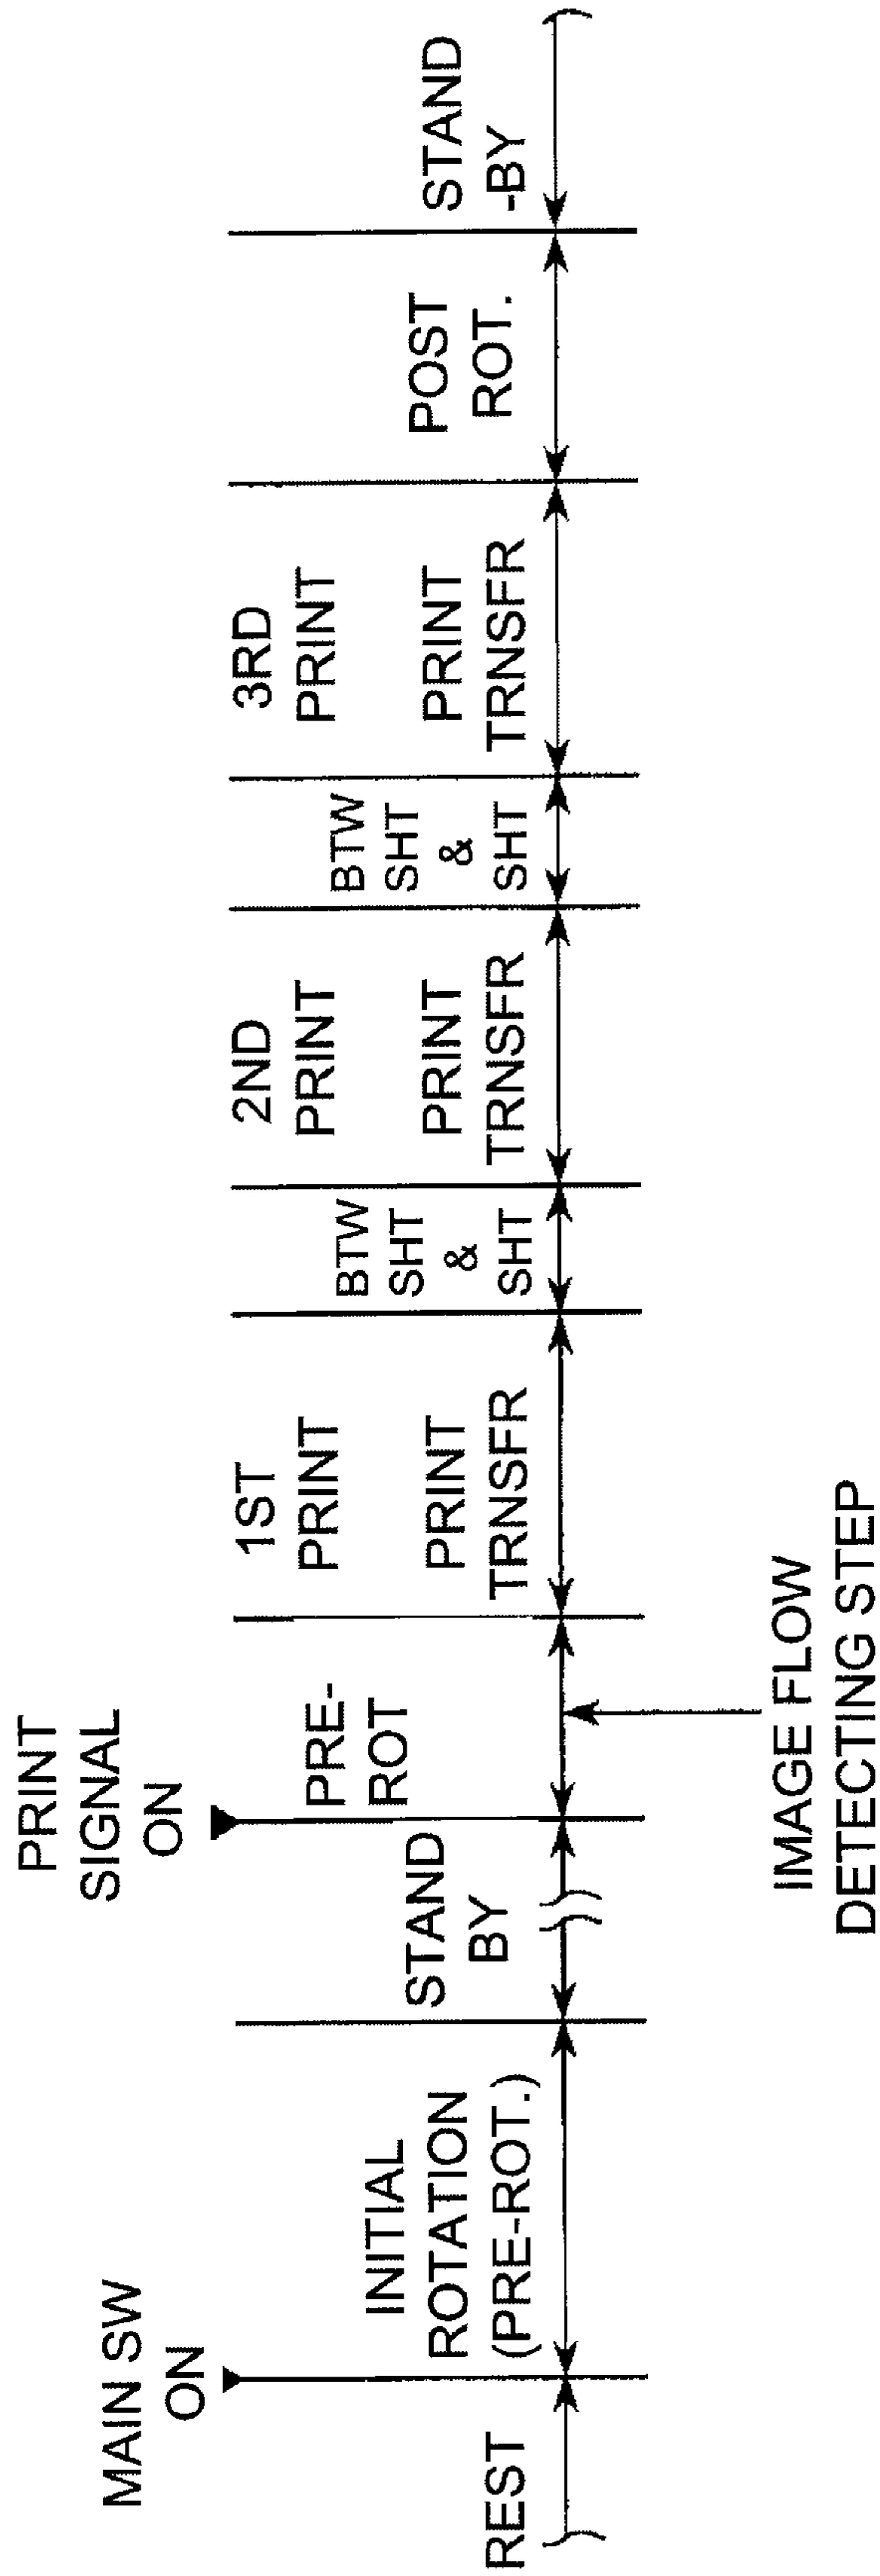 MAIN SW
ON
REST
INITIAL
ROTATION
(PRE-ROT.)
STAND
BY
PRINT
SIGNAL
ON
PRE-
ROT
IMAGE FLOW
DETECTING STEP
1ST
PRINT
PRINT
TRNSFR
BTW
SHT
&
SHT
2ND
PRINT
PRINT
TRNSFR
BTW
SHT
&
SHT
3RD
PRINT
PRINT
TRNSFR
POST
ROT.
STAND
-BY